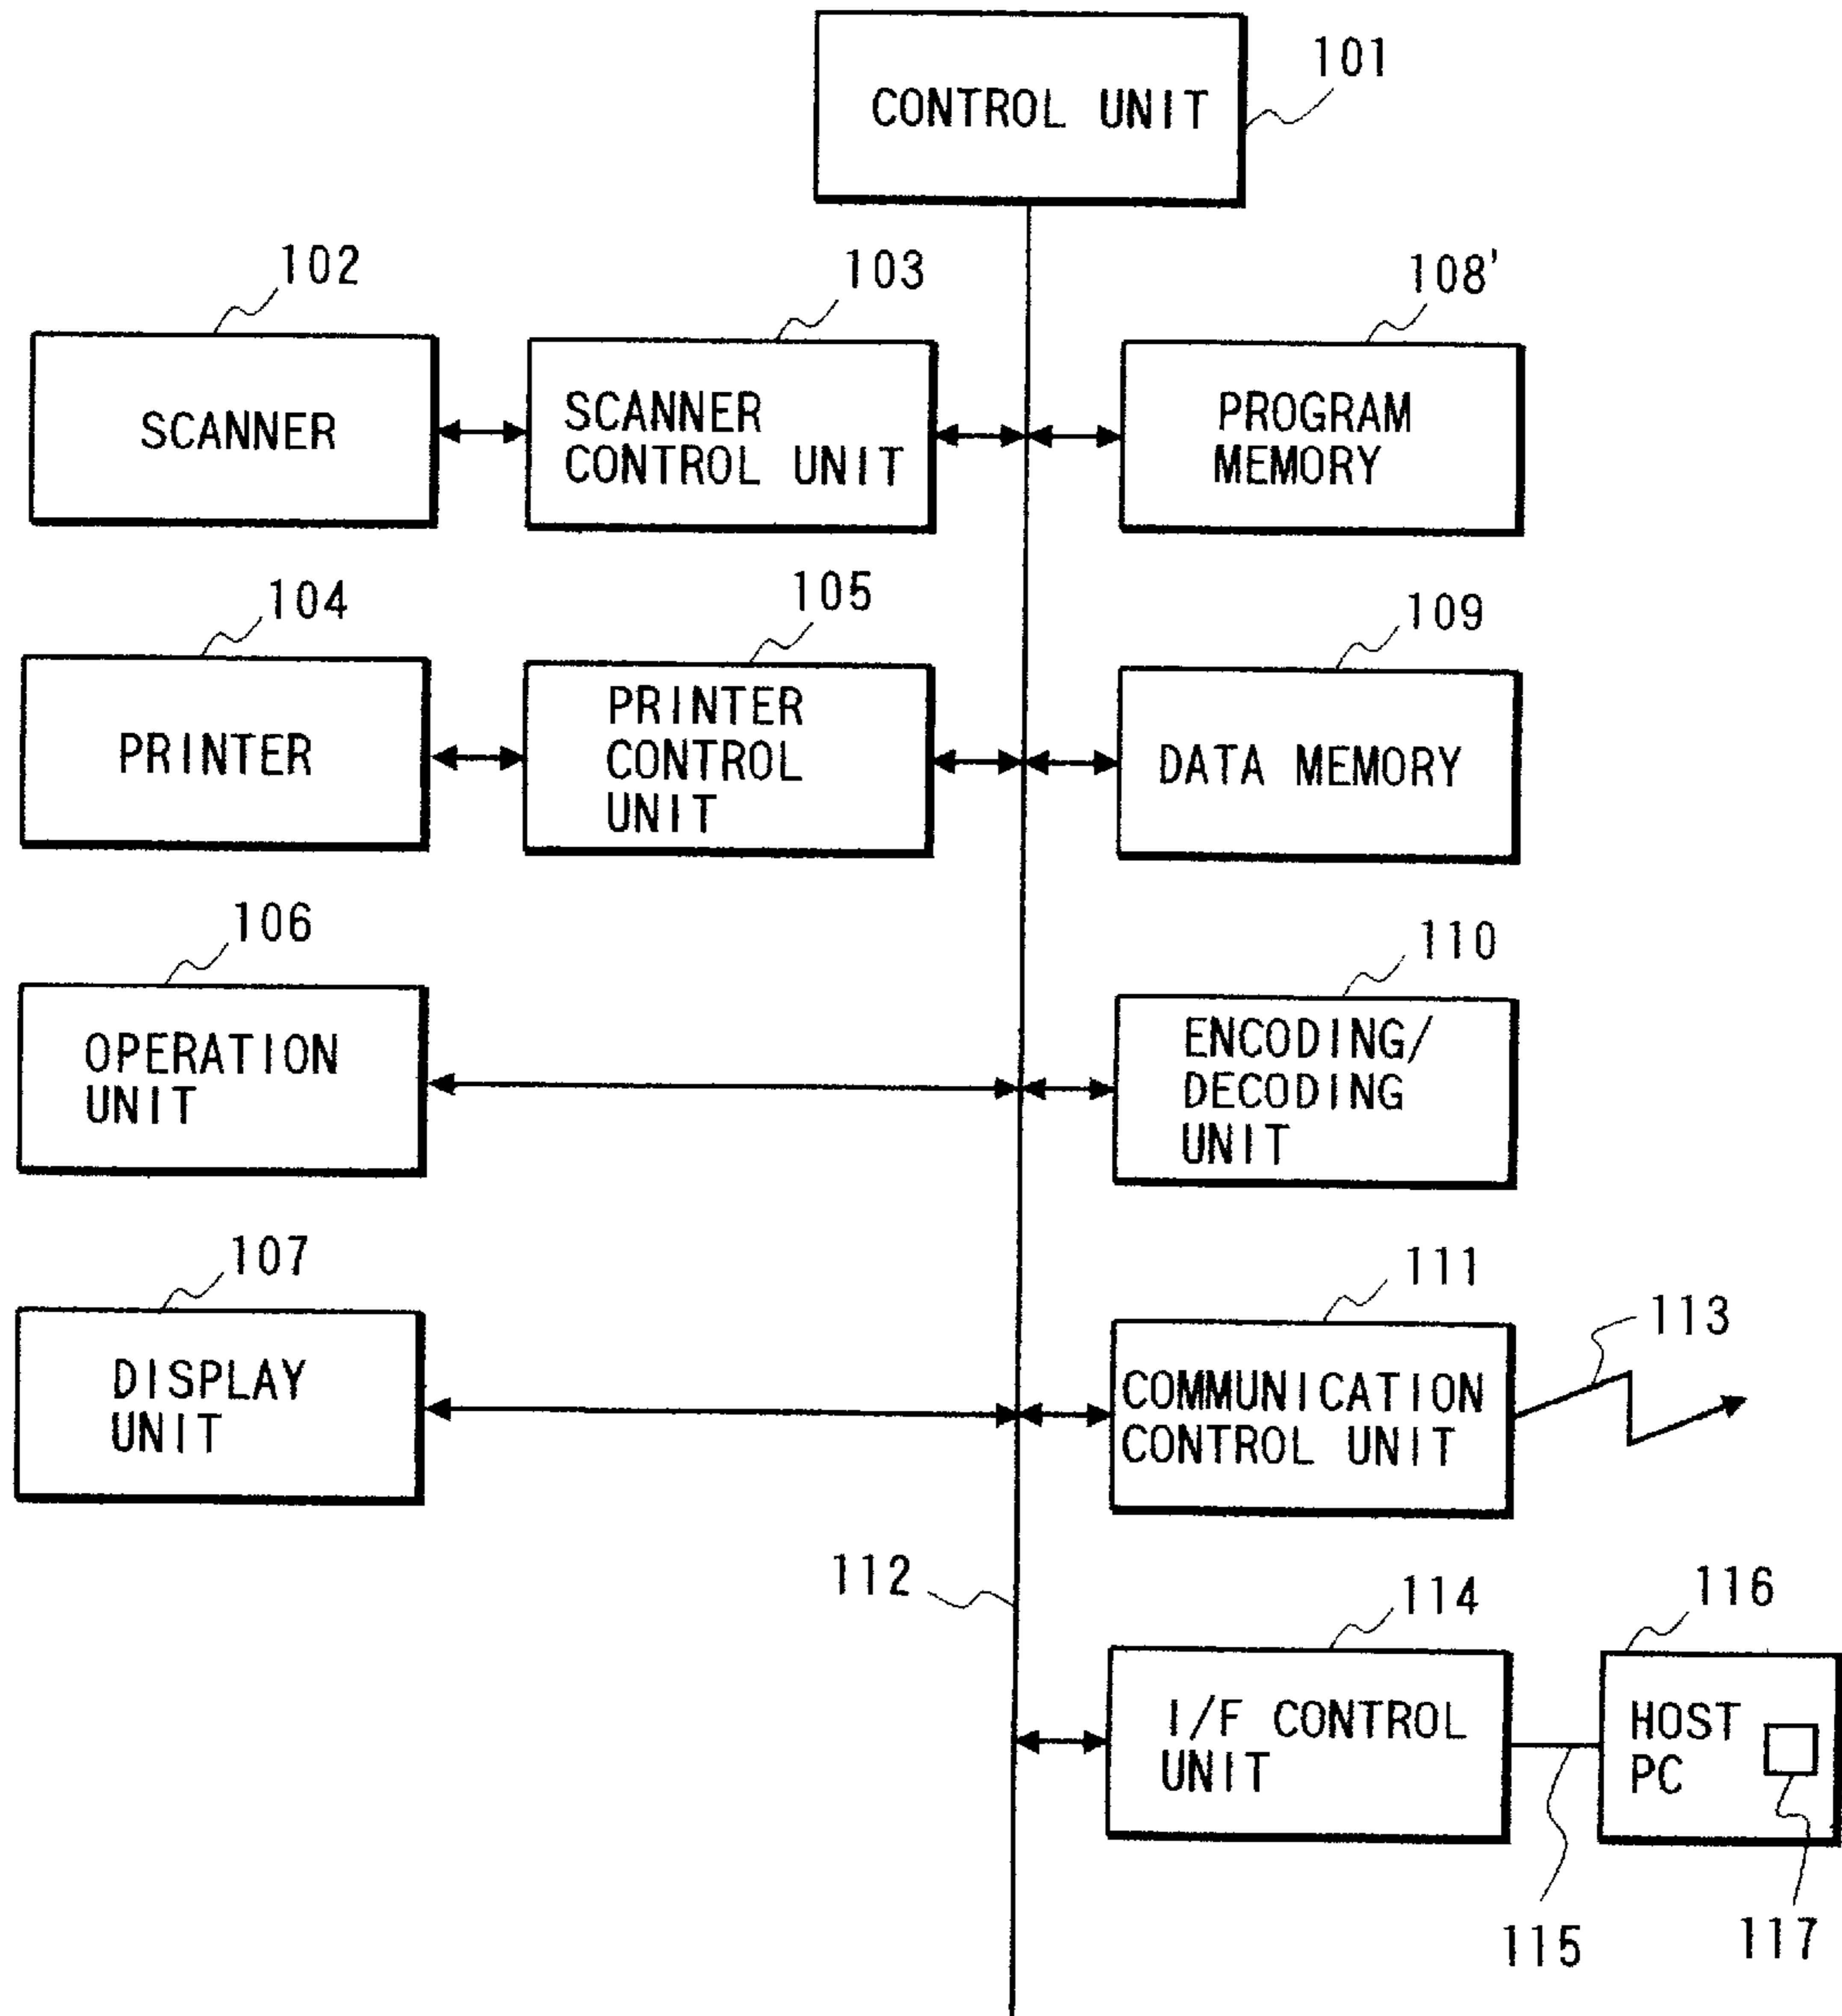 101
CONTROL UNIT
102
103
108'
SCANNER
SCANNER
CONTROL UNIT
PROGRAM
MEMORY
104
105
109
PRINTER
PRINTER
CONTROL
UNIT
DATA MEMORY
106
110
OPERATION
UNIT
ENCODING/
DECODING
UNIT
107
111
113
DISPLAY
UNIT
COMMUNICATION
CONTROL UNIT
112
114
116
I/F CONTROL
UNIT
HOST
PC
115
117